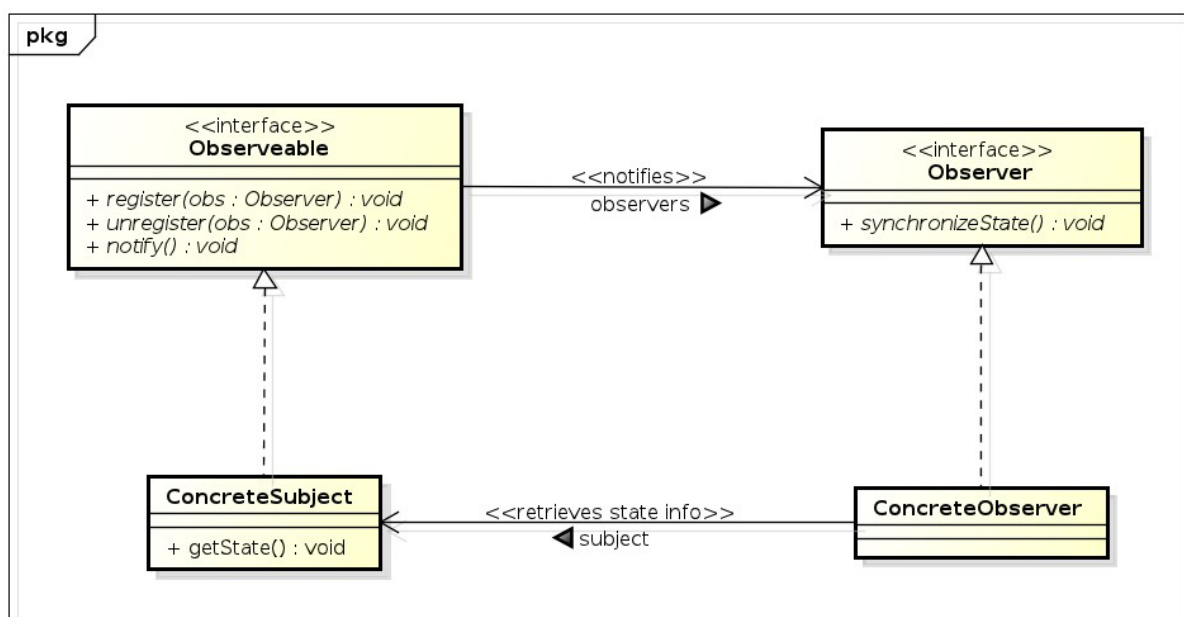 pkg
<<interface>>
Observeable
+ register(obs : Observer) : void
+ unregister(obs : Observer) : void
+ notify() : void
<<notifies>>
observers
<<interface>>
Observer
+ synchronizeState() : void
ConcreteSubject
+ getState() : void
<<retrieves state info>>
subject
ConcreteObserver